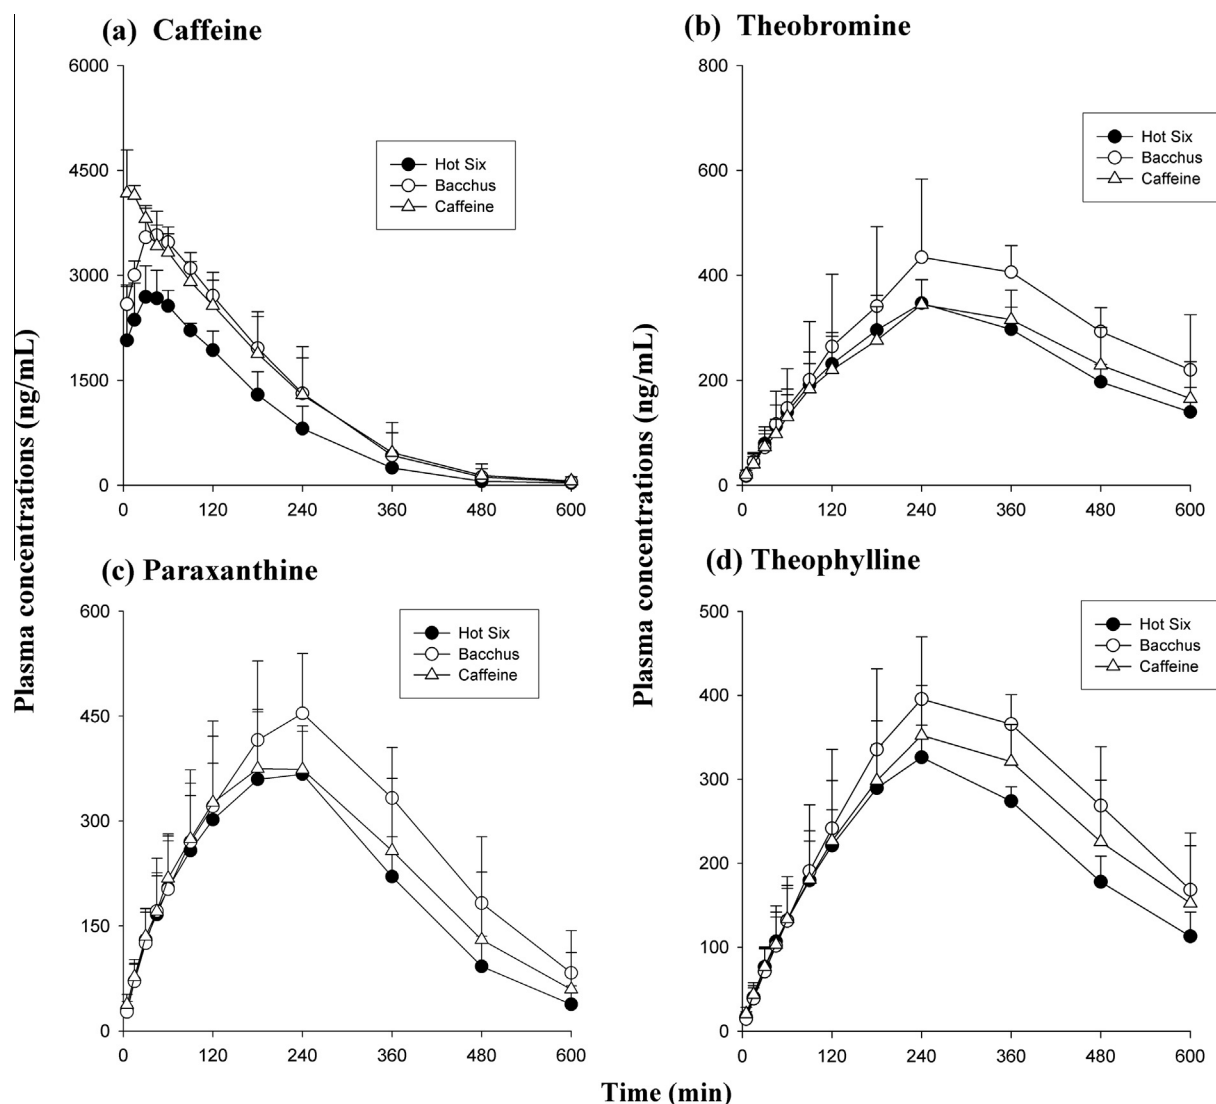 (a) Caffeine
6000
4500
3000
1500
0
0 120 240 360 480 600
Hot Six
Bacchus
Caffeine
(b) Theobromine
800
600
400
200
0
0 120 240 360 480 600
Hot Six
Bacchus
Caffeine
Plasma concentrations (ng/mL)
Plasma concentrations (ng/mL)
(c) Paraxanthine
600
450
300
150
0
0 120 240 360 480 600
Hot Six
Bacchus
Caffeine
(d) Theophylline
500
400
300
200
100
0
0 120 240 360 480 600
Hot Six
Bacchus
Caffeine
Time (min)